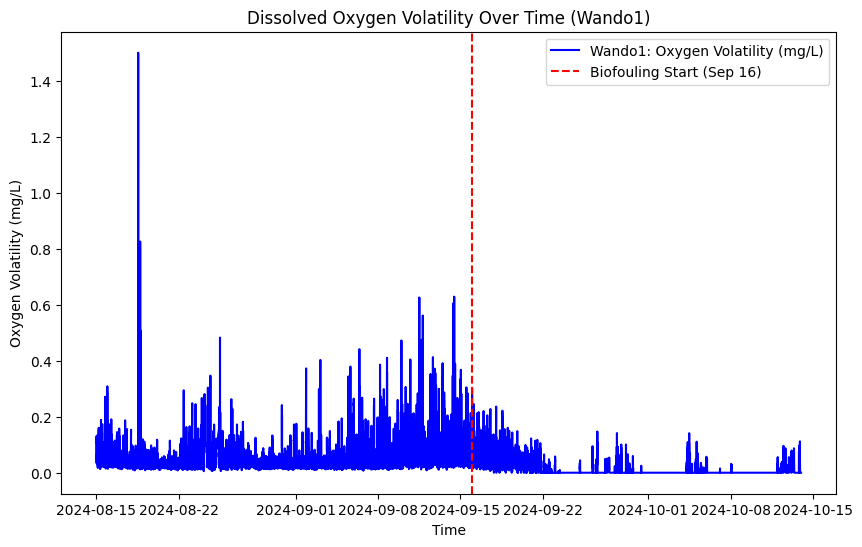 Dissolved Oxygen Volatility Over Time (Wando1)
Wando1: Oxygen Volatility (mg/L)
Biofouling Start (Sep 16)
Oxygen Volatility (mg/L)
1.4
1.2
1.0
0.8
0.6
0.4
0.2
0.0
2024-08-15 2024-08-22 2024-09-01 2024-09-08 2024-09-15 2024-09-22 2024-10-01 2024-10-08 2024-10-15
Time